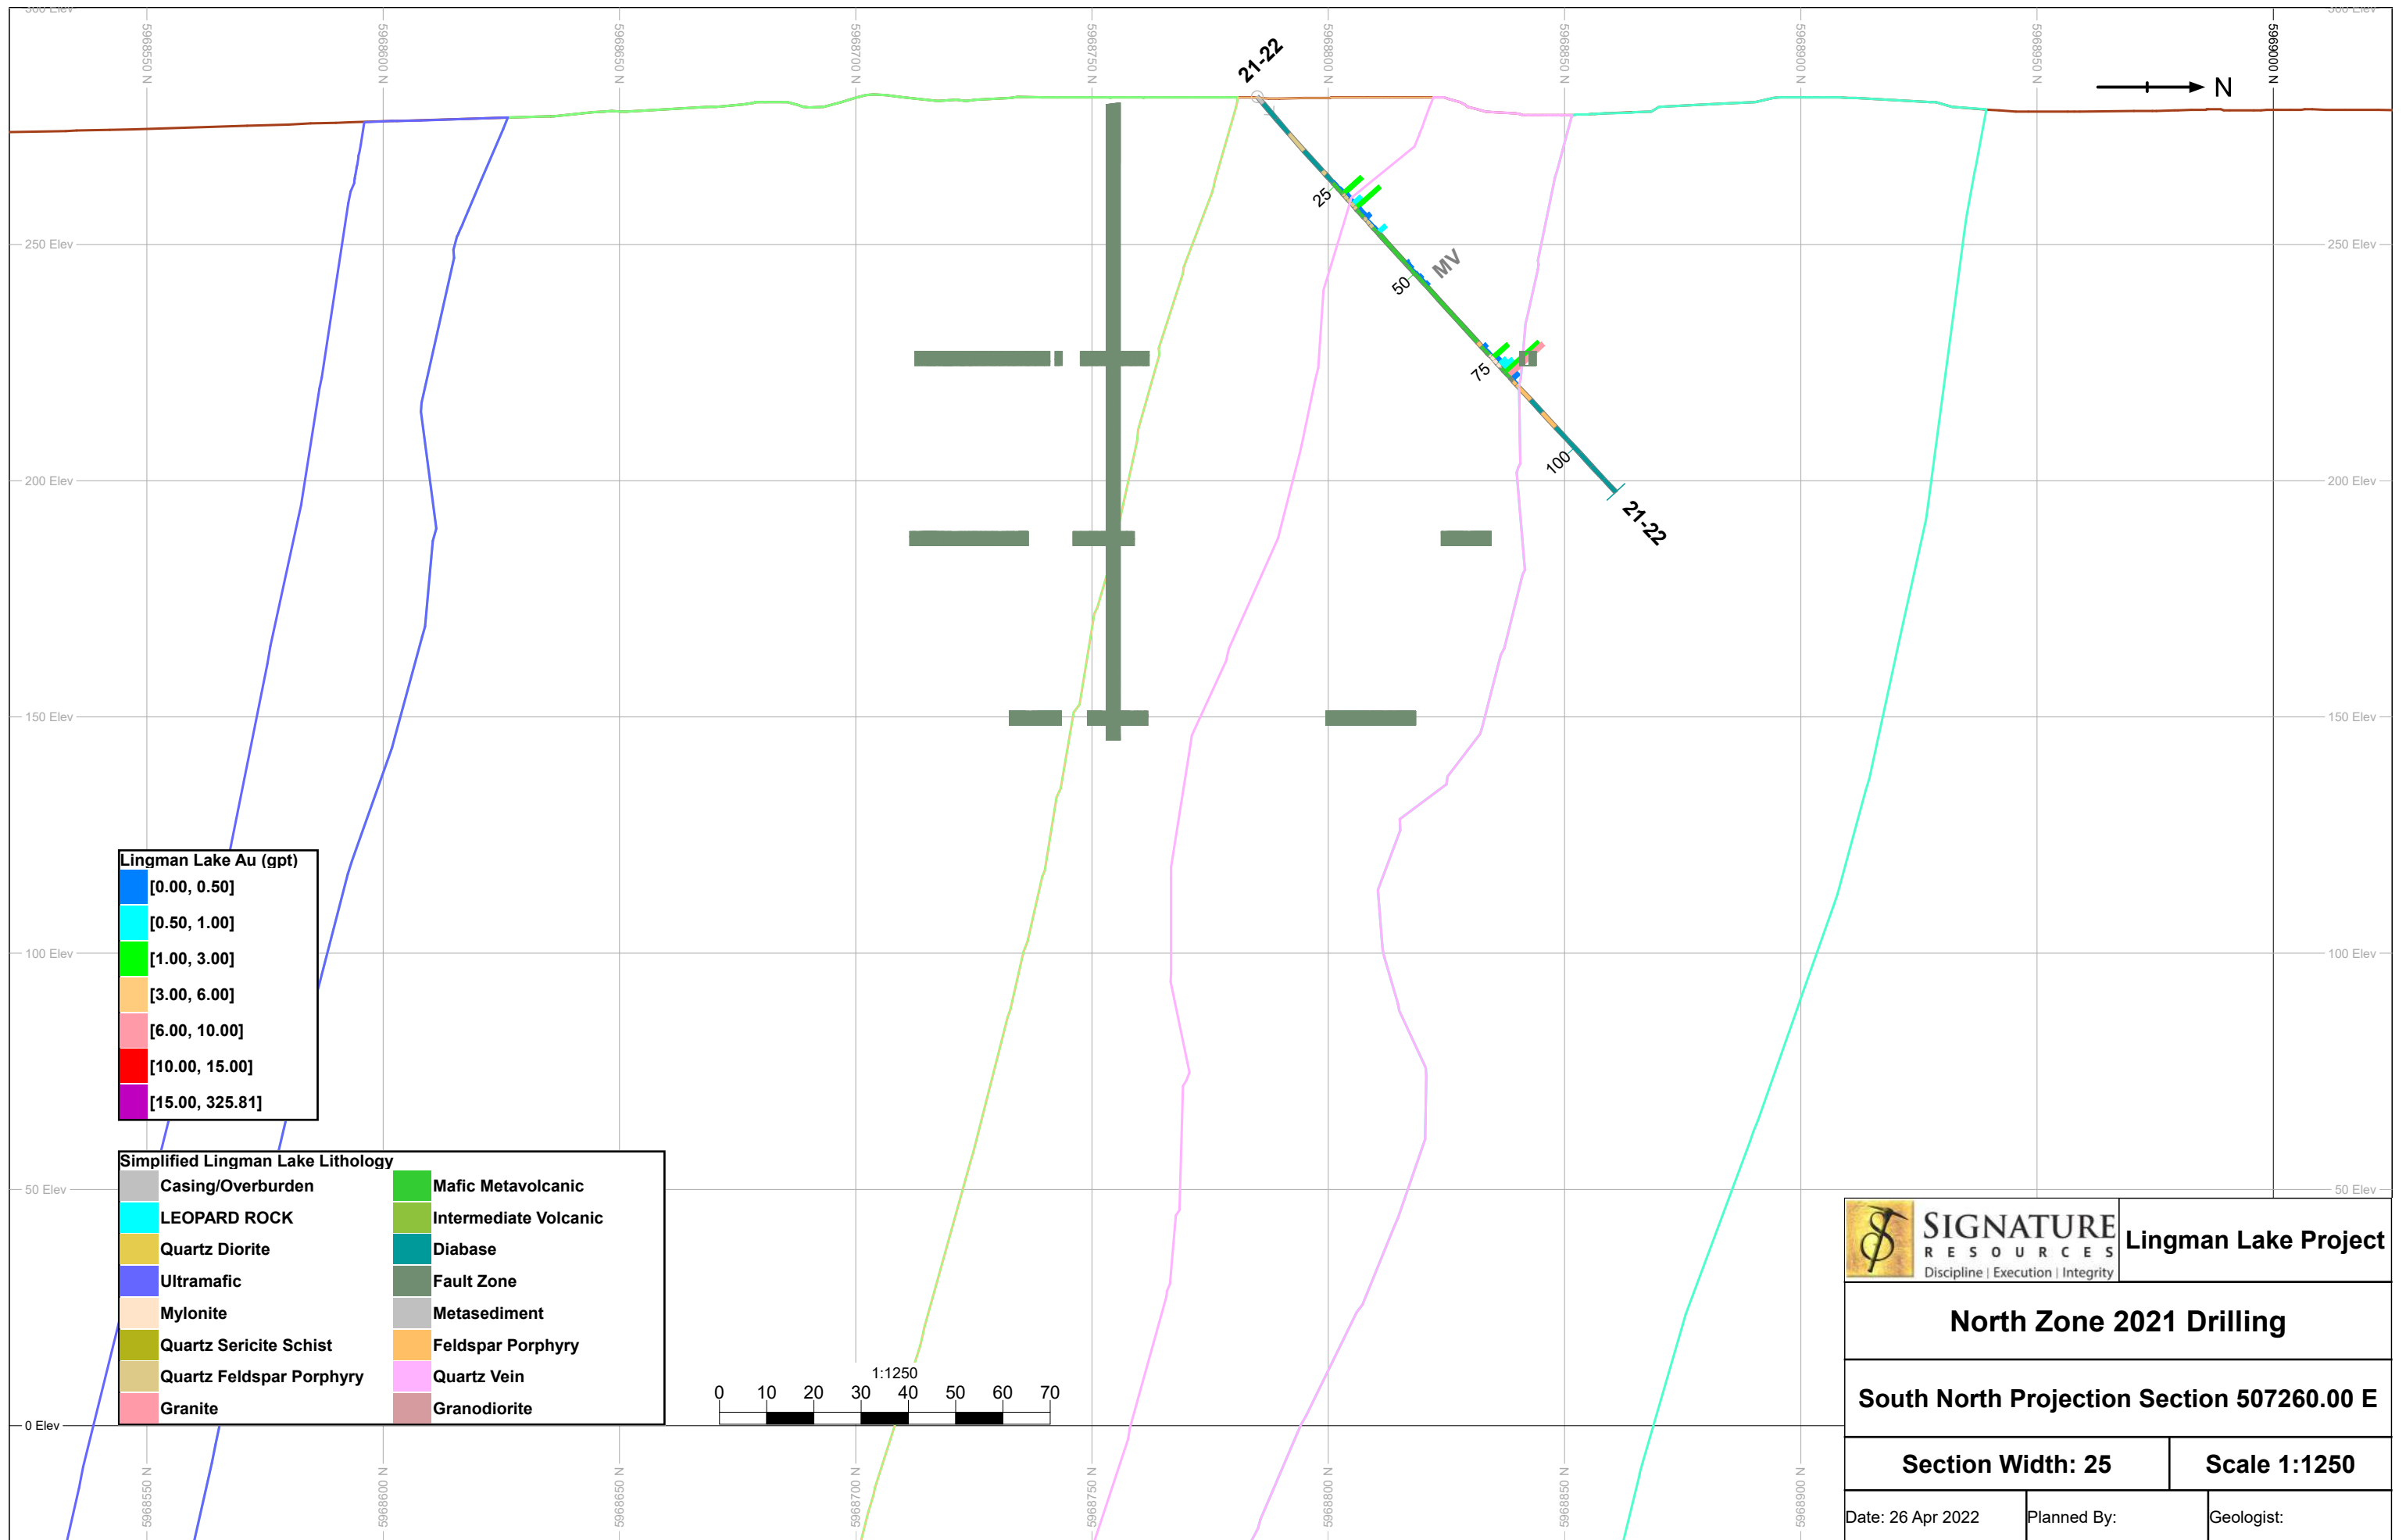 300 Elev
300 Elev
5968550 N
5968600 N
5968650 N
5968700 N
5968750 N
5968800 N
5968850 N
5968900 N
5968950 N
5969000 N
21-22
N
25
250 Elev
250 Elev
MV
50
75
100
200 Elev
200 Elev
21-22
150 Elev
150 Elev
Lingman Lake Au (gpt)
[0.00, 0.50]
[0.50, 1.00]
[1.00, 3.00]
[3.00, 6.00]
[6.00, 10.00]
[10.00, 15.00]
[15.00, 325.81]
100 Elev
100 Elev
Simplified Lingman Lake Lithology
Casing/Overburden
Mafic Metavolcanic
LEOPARD ROCK
Intermediate Volcanic
Quartz Diorite
Diabase
Ultramafic
Fault Zone
Mylonite
Metasediment
Quartz Sericite Schist
Feldspar Porphyry
Quartz Feldspar Porphyry
Quartz Vein
Granite
Granodiorite
50 Elev
50 Elev
0 Elev
1:1250
0 10 20 30 40 50 60 70
5968550 N
5968600 N
5968650 N
5968700 N
5968750 N
5968800 N
5968850 N
5968900 N
SIGNATURE
RESOURCES
Discipline | Execution | Integrity
Lingman Lake Project
North Zone 2021 Drilling
South North Projection Section 507260.00 E
Section Width: 25
Scale 1:1250
Date: 26 Apr 2022
Planned By:
Geologist: